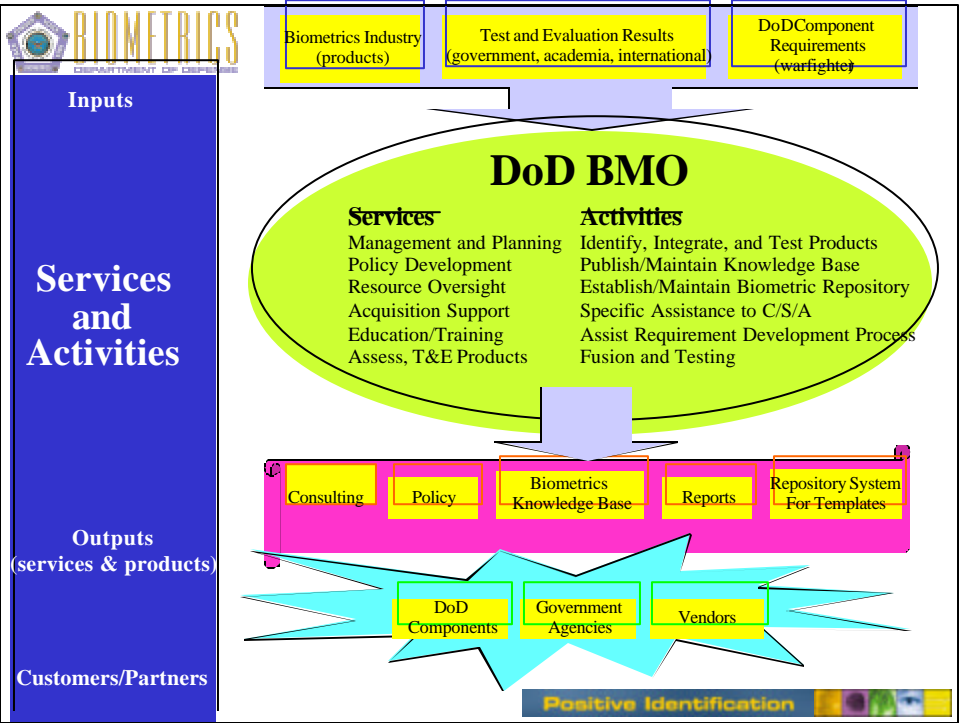 BIOMETRICS
DEPARTMENT OF DEFENSE
Inputs
Biometrics Industry
(products)
Test and Evaluation Results
(government, academia, international)
DoDComponent
Requirements
(warfighter)
Services
and
Activities
DoD BMO
Services
Management and Planning
Policy Development
Resource Oversight
Acquisition Support
Education/Training
Assess, T&E Products
Activities
Identify, Integrate, and Test Products
Publish/Maintain Knowledge Base
Establish/Maintain Biometric Repository
Specific Assistance to C/S/A
Assist Requirement Development Process
Fusion and Testing
Outputs
(services & products)
Consulting
Policy
Biometrics
Knowledge Base
Reports
Repository System
For Templates
Customers/Partners
DoD
Components
Government
Agencies
Vendors
Positive Identification